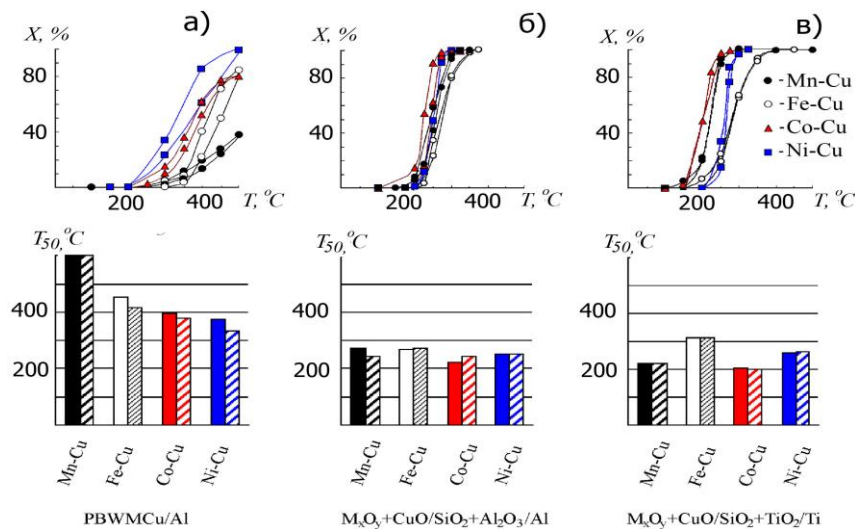 а)
X, %
80
40
200
400
T, °C
б)
X, %
80
40
200
400
T, °C
в)
X, %
80
40
200
400
T, °C
-Mn-Cu
-Fe-Cu
-Co-Cu
-Ni-Cu
T50,°C
400
200
Mn-Cu
Fe-Cu
Co-Cu
Ni-Cu
PBWMCu/Al
T50,°C
400
200
Mn-Cu
Fe-Cu
Co-Cu
Ni-Cu
MxOy+CuO/SiO2+Al2O3/Al
T50,°C
400
200
Mn-Cu
Fe-Cu
Co-Cu
Ni-Cu
MxOy+CuO/SiO2+TiO2/Ti